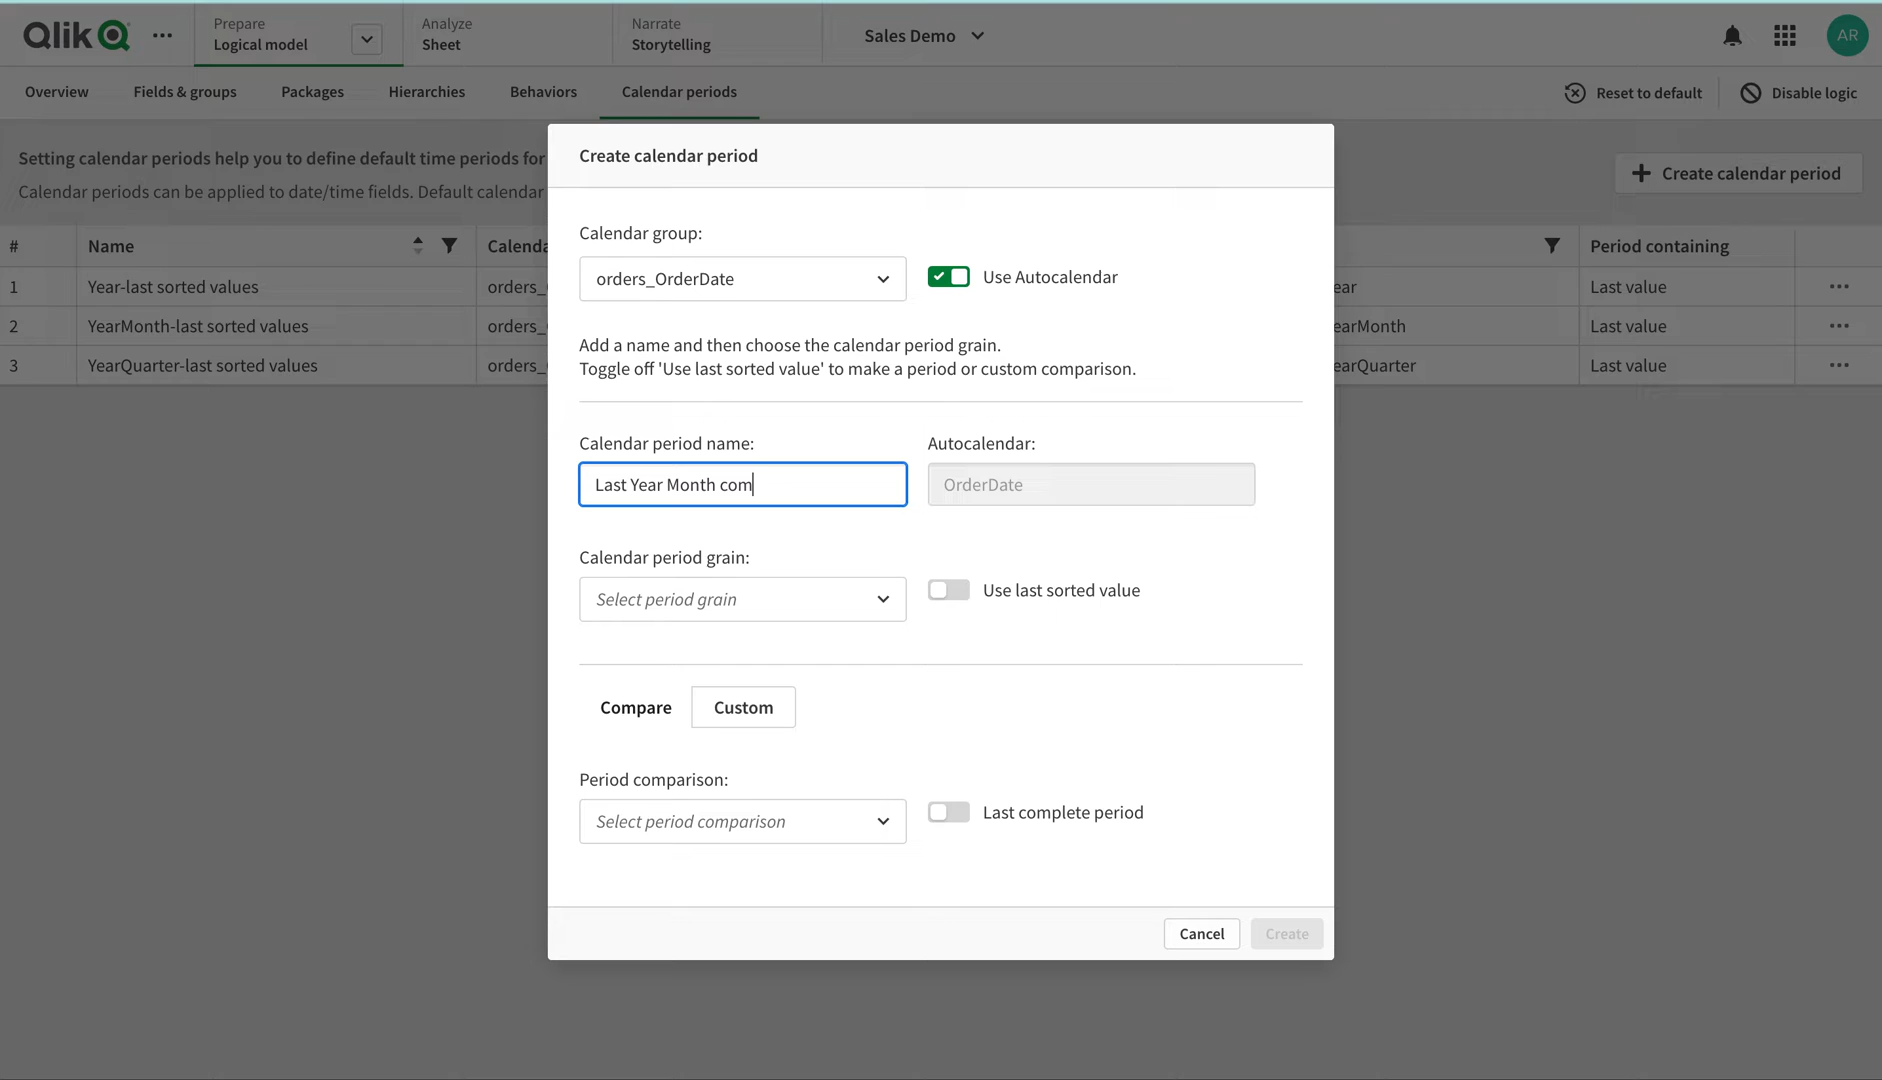 Qlik
Prepare
Logical model
Analyze
Sheet
Narrate
Storytelling
Sales Demo
AR
Overview
Fields & groups
Packages
Hierarchies
Behaviors
Calendar periods
Reset to default
Disable logic
Setting calendar periods help you to define default time periods for
Calendar periods can be applied to date/time fields. Default calendar
Create calendar period
# Name Calenda Period containing
1 Year-last sorted values orders_ ear Last value
2 YearMonth-last sorted values orders_ earMonth Last value
3 YearQuarter-last sorted values orders_ earQuarter Last value
Create calendar period
Calendar group:
orders_OrderDate
Use Autocalendar
Add a name and then choose the calendar period grain.
Toggle off 'Use last sorted value' to make a period or custom comparison.
Calendar period name:
Autocalendar:
Last Year Month com
OrderDate
Calendar period grain:
Select period grain
Use last sorted value
Compare
Custom
Period comparison:
Select period comparison
Last complete period
Cancel
Create